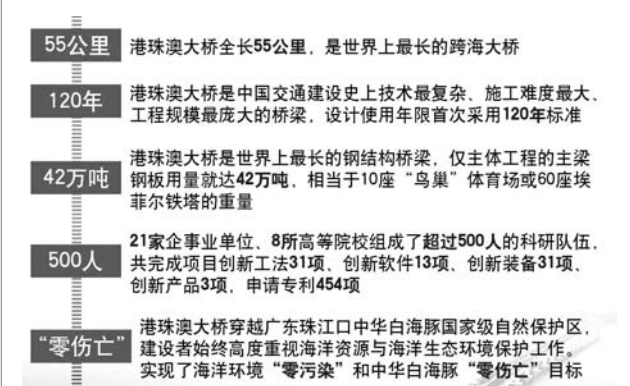 55公里
港珠澳大桥全长55公里，是世界上最长的跨海大桥
120年
港珠澳大桥是中国交通建设史上技术最复杂、施工难度最大、
工程规模最庞大的桥梁，设计使用年限首次采用120年标准
42万吨
港珠澳大桥是世界上最长的钢结构桥梁，仅主体工程的主梁
钢板用量就达42万吨，相当于10座“鸟巢”体育场或60座埃
菲尔铁塔的重量
500人
21家企事业单位、8所高等院校组成了超过500人的科研队伍，
共完成项目创新工法31项、创新软件13项、创新装备31项、
创新产品3项，申请专利454项
“零伤亡”
港珠澳大桥穿越广东珠江口中华白海豚国家级自然保护区，
建设者始终高度重视海洋资源与海洋生态环境保护工作。
实现了海洋环境“零污染”和中华白海豚“零伤亡”目标